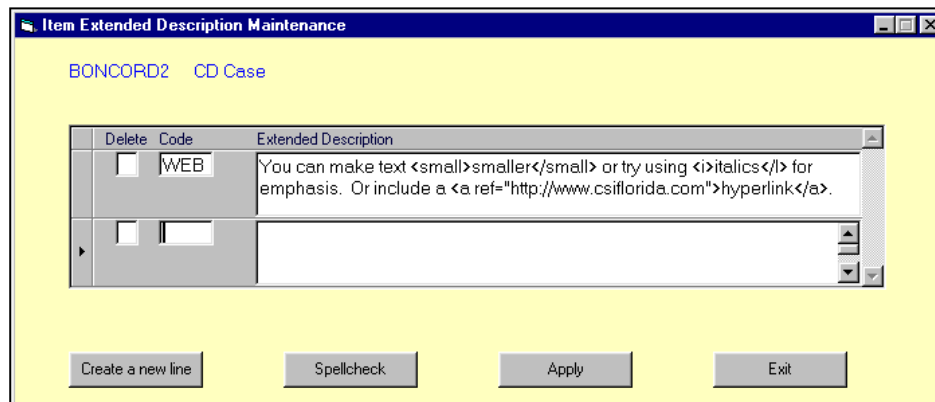 Item Extended Description Maintenance
BONCORD2 CD Case
Delete Code Extended Description
WEB You can make text <small>smaller</small> or try using <i>italics</I> for
emphasis. Or include a <a ref="http://www.csiflorida.com">hyperlink</a>.
Create a new line Spellcheck Apply Exit